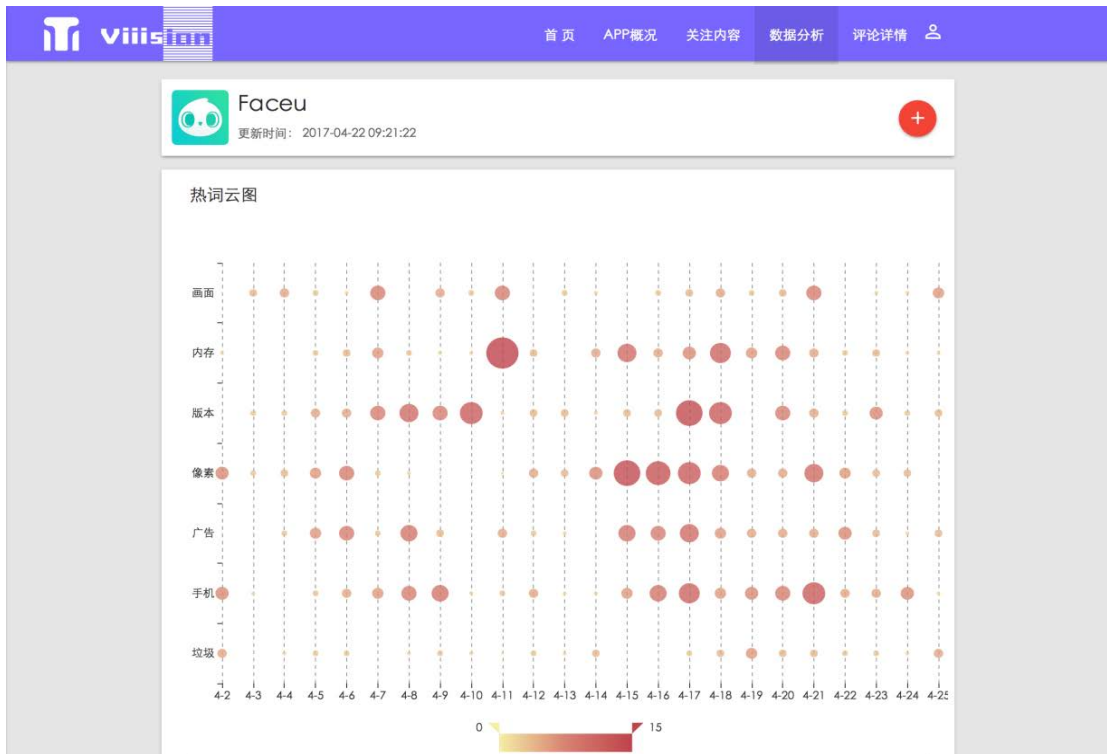 Viiision
首 页 APP概况 关注内容 数据分析 评论详情
Faceu
更新时间： 2017-04-22 09:21:22
+
热词云图
画面
内存
版本
像素
广告
手机
垃圾
4-2 4-3 4-4 4-5 4-6 4-7 4-8 4-9 4-10 4-11 4-12 4-13 4-14 4-15 4-16 4-17 4-18 4-19 4-20 4-21 4-22 4-23 4-24 4-25
0 15